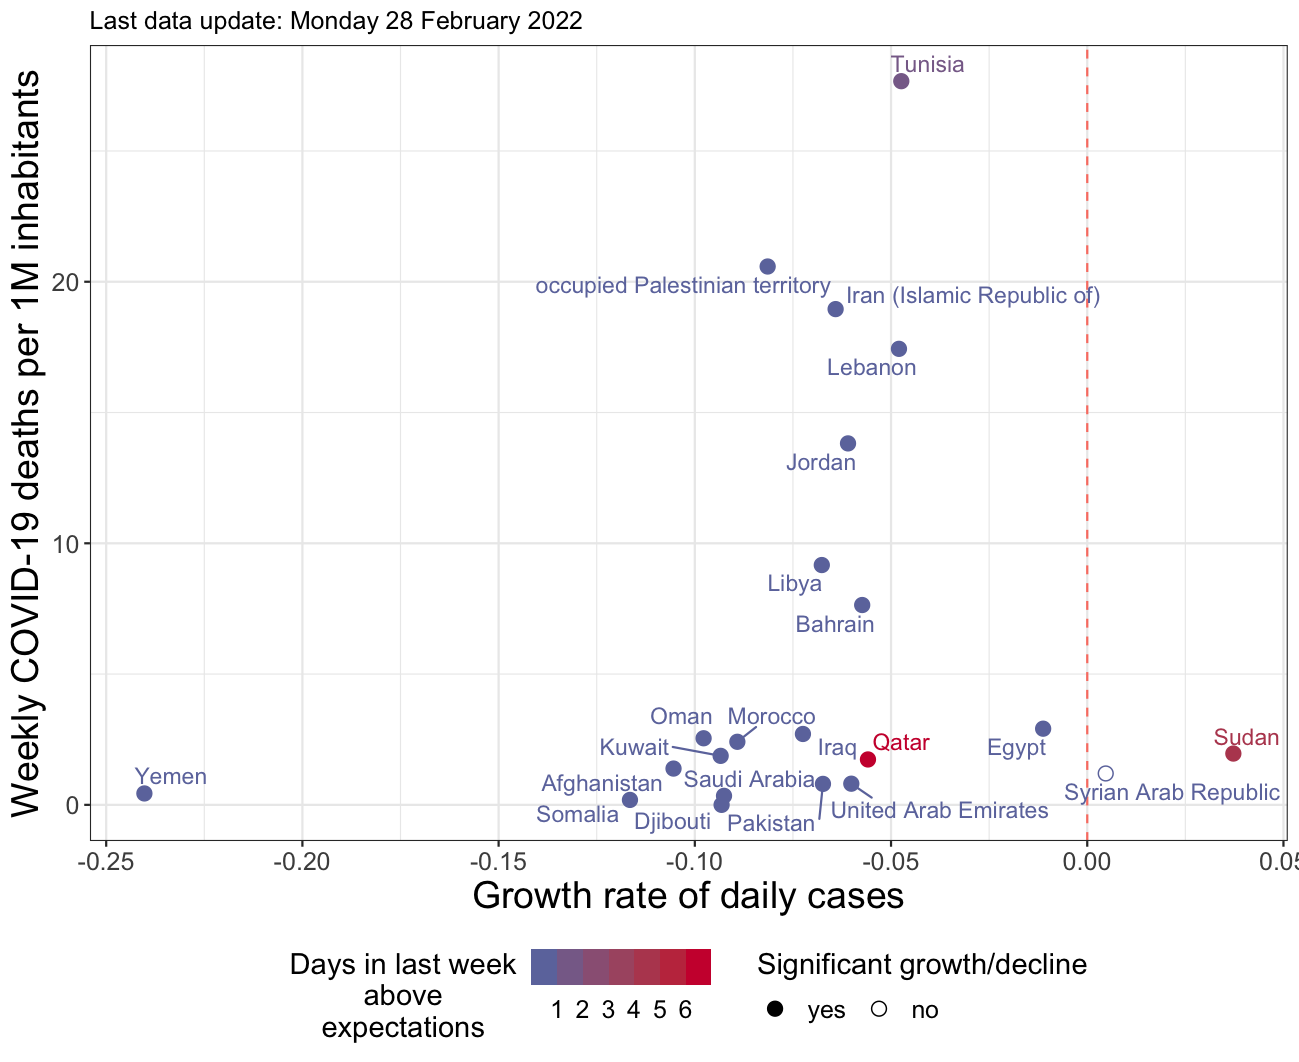 Last data update: Monday 28 February 2022
Weekly COVID-19 deaths per 1M inhabitants
20
10
0
Tunisia
occupied Palestinian territory
Iran (Islamic Republic of)
Lebanon
Jordan
Libya
Bahrain
Oman
Morocco
Kuwait
Iraq
Qatar
Egypt
Sudan
Yemen
Afghanistan
Saudi Arabia
Syrian Arab Republic
Somalia
Djibouti
Pakistan
United Arab Emirates
-0.25 -0.20 -0.15 -0.10 -0.05 0.00 0.05
Growth rate of daily cases
Days in last week
above
expectations
1 2 3 4 5 6
Significant growth/decline
yes no